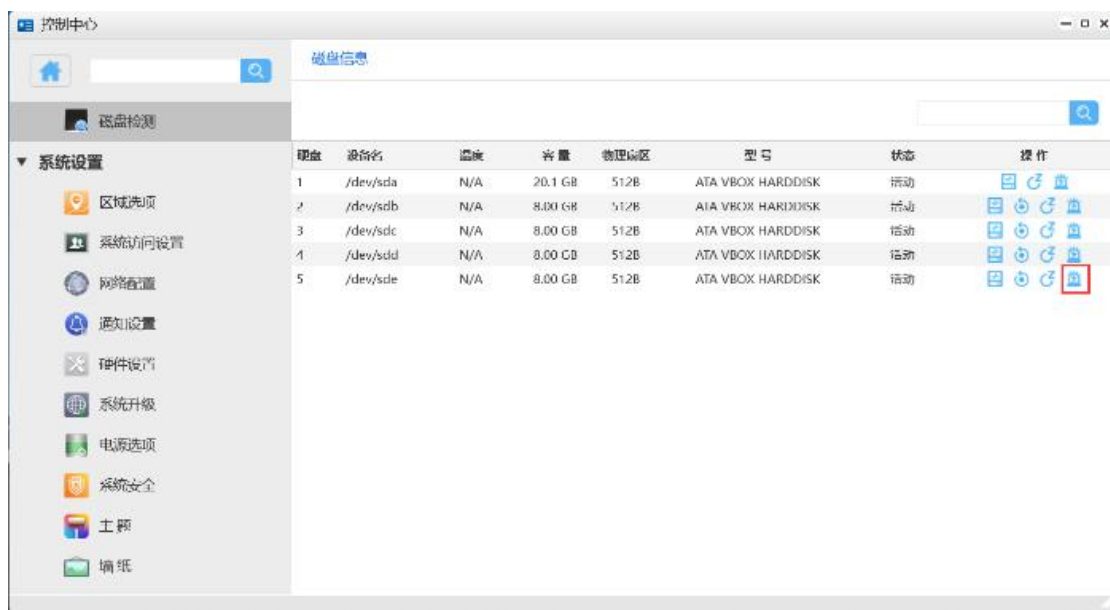 控制中心
磁盘信息
磁盘检测
系统设置
区域选项
系统访问设置
网络配置
通知设置
硬件设置
系统升级
电源选项
系统安全
主题
墙纸
硬盘 设备名 温度 容量 物理扇区 型号 状态 操作
1 /dev/sda N/A 20.1 GB 512B ATA VBOX HARDDISK 活动
2 /dev/sdb N/A 8.00 GB 512B ATA VBOX HARDDISK 活动
3 /dev/sdc N/A 8.00 GB 512B ATA VBOX HARDDISK 活动
4 /dev/sdd N/A 8.00 GB 512B ATA VBOX HARDDISK 活动
5 /dev/sde N/A 8.00 GB 512B ATA VBOX HARDDISK 活动